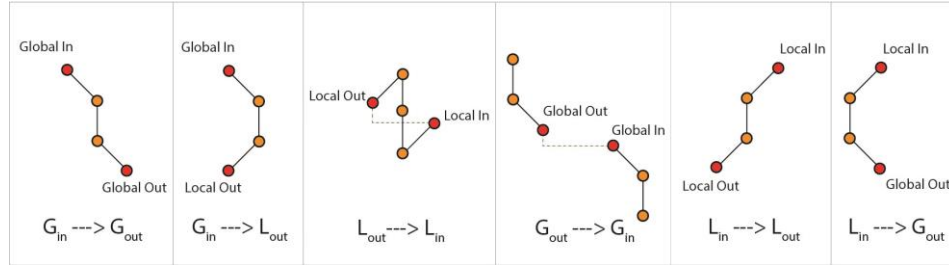 Global In
Global Out
G_in ---> G_out
Global In
Local Out
G_in ---> L_out
Local Out
Local In
L_out ---> L_in
Global Out
Global In
G_out ---> G_in
Local In
Local Out
L_in ---> L_out
Local In
Global Out
L_in ---> G_out